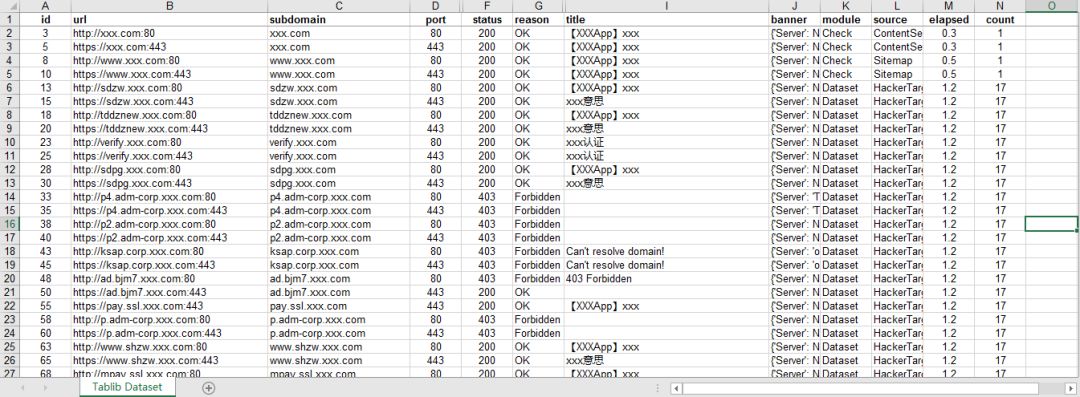 A B C D F G I J K L M N O
1 id url subdomain port status reason title banner module source elapsed count
2 3 http://xxx.com:80 xxx.com 80 200 OK 【XXXApp】xxx {'Server': N Check ContentSe 0.3 1
3 5 https://xxx.com:443 xxx.com 443 200 OK 【XXXApp】xxx {'Server': N Check ContentSe 0.3 1
4 8 http://www.xxx.com:80 www.xxx.com 80 200 OK 【XXXApp】xxx {'Server': N Check Sitemap 0.5 1
5 10 https://www.xxx.com:443 www.xxx.com 443 200 OK 【XXXApp】xxx {'Server': N Check Sitemap 0.5 1
6 13 http://sdzw.xxx.com:80 sdzw.xxx.com 80 200 OK 【XXXApp】xxx {'Server': N Dataset HackerTarg 1.2 17
7 15 https://sdzw.xxx.com:443 sdzw.xxx.com 443 200 OK xxx意思 {'Server': N Dataset HackerTarg 1.2 17
8 18 http://tddznew.xxx.com:80 tddznew.xxx.com 80 200 OK 【XXXApp】xxx {'Server': N Dataset HackerTarg 1.2 17
9 20 https://tddznew.xxx.com:443 tddznew.xxx.com 443 200 OK xxx意思 {'Server': N Dataset HackerTarg 1.2 17
10 23 http://verify.xxx.com:80 verify.xxx.com 80 200 OK xxx认证 {'Server': N Dataset HackerTarg 1.2 17
11 25 https://verify.xxx.com:443 verify.xxx.com 443 200 OK xxx认证 {'Server': N Dataset HackerTarg 1.2 17
12 28 http://sdpg.xxx.com:80 sdpg.xxx.com 80 200 OK 【XXXApp】xxx {'Server': N Dataset HackerTarg 1.2 17
13 30 https://sdpg.xxx.com:443 sdpg.xxx.com 443 200 OK xxx意思 {'Server': N Dataset HackerTarg 1.2 17
14 33 http://p4.adm-corp.xxx.com:80 p4.adm-corp.xxx.com 80 403 Forbidden {'Server': 'T Dataset HackerTarg 1.2 17
15 35 https://p4.adm-corp.xxx.com:443 p4.adm-corp.xxx.com 443 403 Forbidden {'Server': 'T Dataset HackerTarg 1.2 17
16 38 http://p2.adm-corp.xxx.com:80 p2.adm-corp.xxx.com 80 403 Forbidden {'Server': N Dataset HackerTarg 1.2 17
17 40 https://p2.adm-corp.xxx.com:443 p2.adm-corp.xxx.com 443 403 Forbidden {'Server': N Dataset HackerTarg 1.2 17
18 43 http://ksap.corp.xxx.com:80 ksap.corp.xxx.com 80 403 Forbidden Can't resolve domain! {'Server': 'o Dataset HackerTarg 1.2 17
19 45 https://ksap.corp.xxx.com:443 ksap.corp.xxx.com 443 403 Forbidden Can't resolve domain! {'Server': 'o Dataset HackerTarg 1.2 17
20 48 http://ad.bjm7.xxx.com:80 ad.bjm7.xxx.com 80 403 Forbidden 403 Forbidden {'Server': N Dataset HackerTarg 1.2 17
21 50 https://ad.bjm7.xxx.com:443 ad.bjm7.xxx.com 443 200 OK {'Server': N Dataset HackerTarg 1.2 17
22 55 https://pay.ssl.xxx.com:443 pay.ssl.xxx.com 443 200 OK 【XXXApp】xxx {'Server': N Dataset HackerTarg 1.2 17
23 58 http://p.adm-corp.xxx.com:80 p.adm-corp.xxx.com 80 403 Forbidden {'Server': N Dataset HackerTarg 1.2 17
24 60 https://p.adm-corp.xxx.com:443 p.adm-corp.xxx.com 443 403 Forbidden {'Server': N Dataset HackerTarg 1.2 17
25 63 http://www.shzw.xxx.com:80 www.shzw.xxx.com 80 200 OK 【XXXApp】xxx {'Server': N Dataset HackerTarg 1.2 17
26 65 https://www.shzw.xxx.com:443 www.shzw.xxx.com 443 200 OK xxx意思 {'Server': N Dataset HackerTarg 1.2 17
27 68 http://mpay.ssl.xxx.com:80 mpay.ssl.xxx.com 80 200 OK 【XXXApp】xxx {'Server': N Dataset HackerTarg 1.2 17
Tablib Dataset